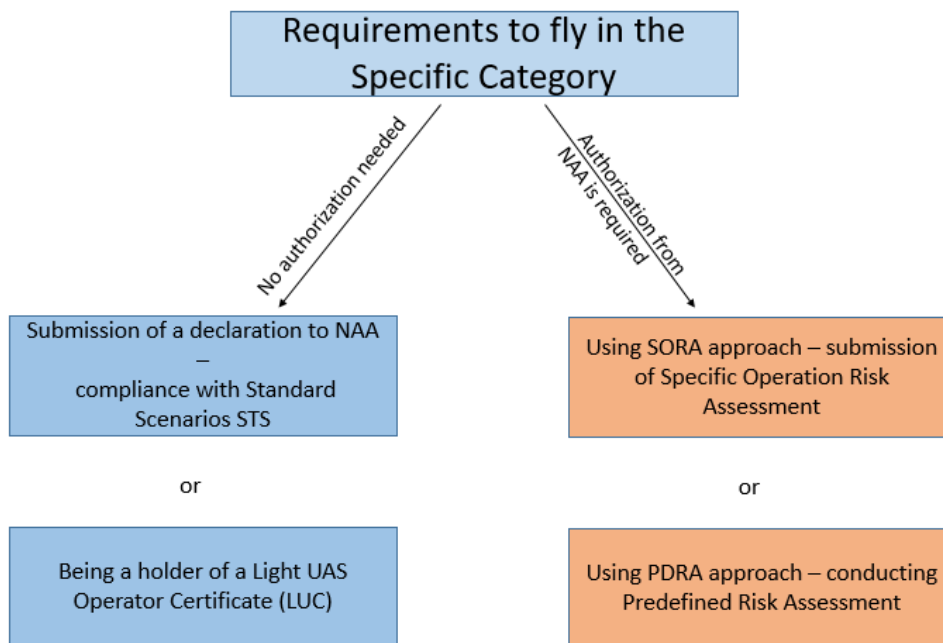 Requirements to fly in the
Specific Category
No authorization needed
Authorization from
NAA is required
Submission of a declaration to NAA
–
compliance with Standard
Scenarios STS
Using SORA approach – submission
of Specific Operation Risk
Assessment
or
or
Being a holder of a Light UAS
Operator Certificate (LUC)
Using PDRA approach – conducting
Predefined Risk Assessment